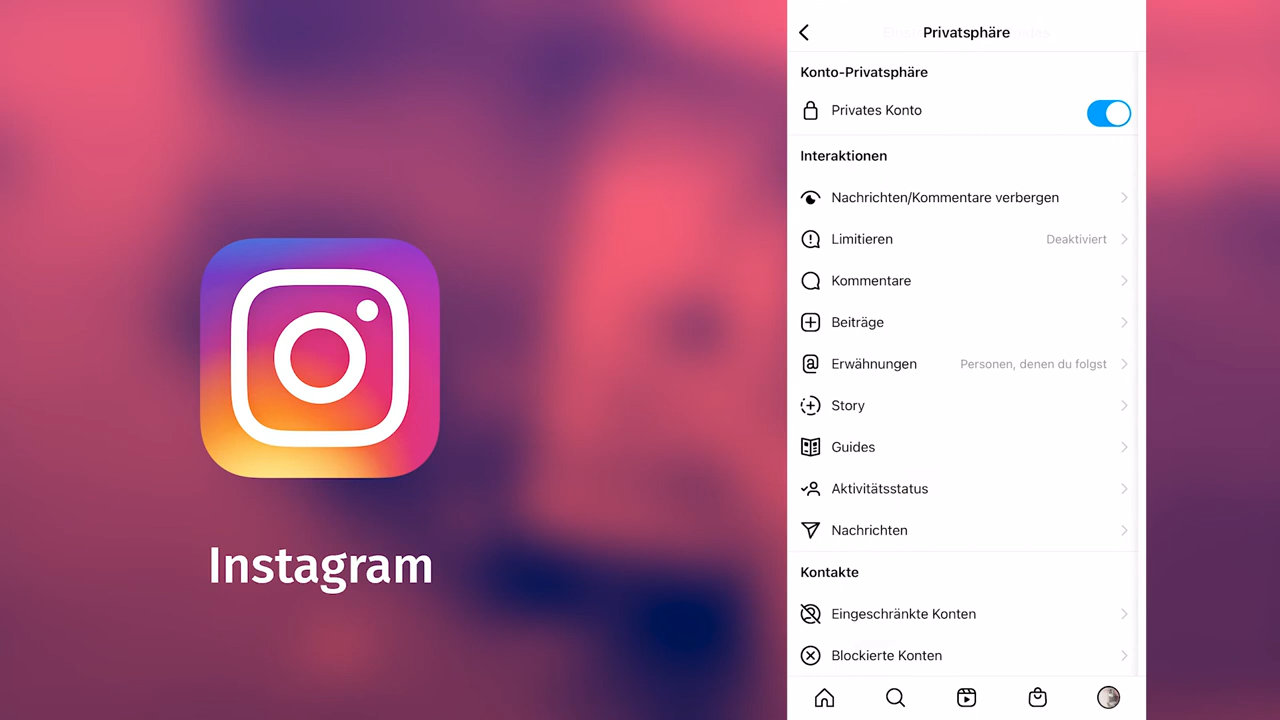 Instagram
Privatsphäre
Konto-Privatsphäre
Privates Konto
Interaktionen
Nachrichten/Kommentare verbergen
Limitieren Deaktiviert
Kommentare
Beiträge
Erwähnungen Personen, denen du folgst
Story
Guides
Aktivitätsstatus
Nachrichten
Kontakte
Eingeschränkte Konten
Blockierte Konten